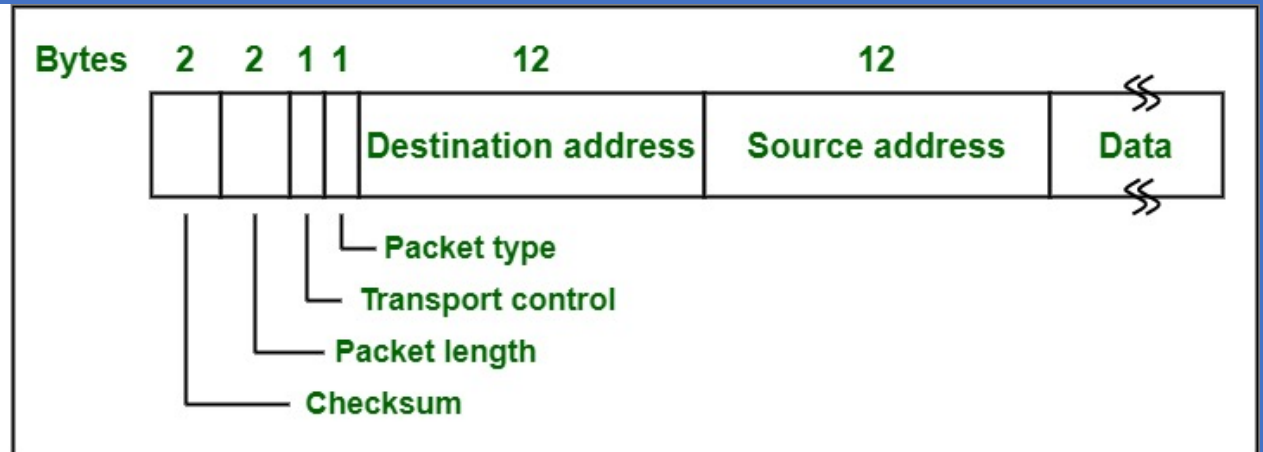 Bytes 2 2 1 1 12 12
Destination address Source address Data
Packet type
Transport control
Packet length
Checksum